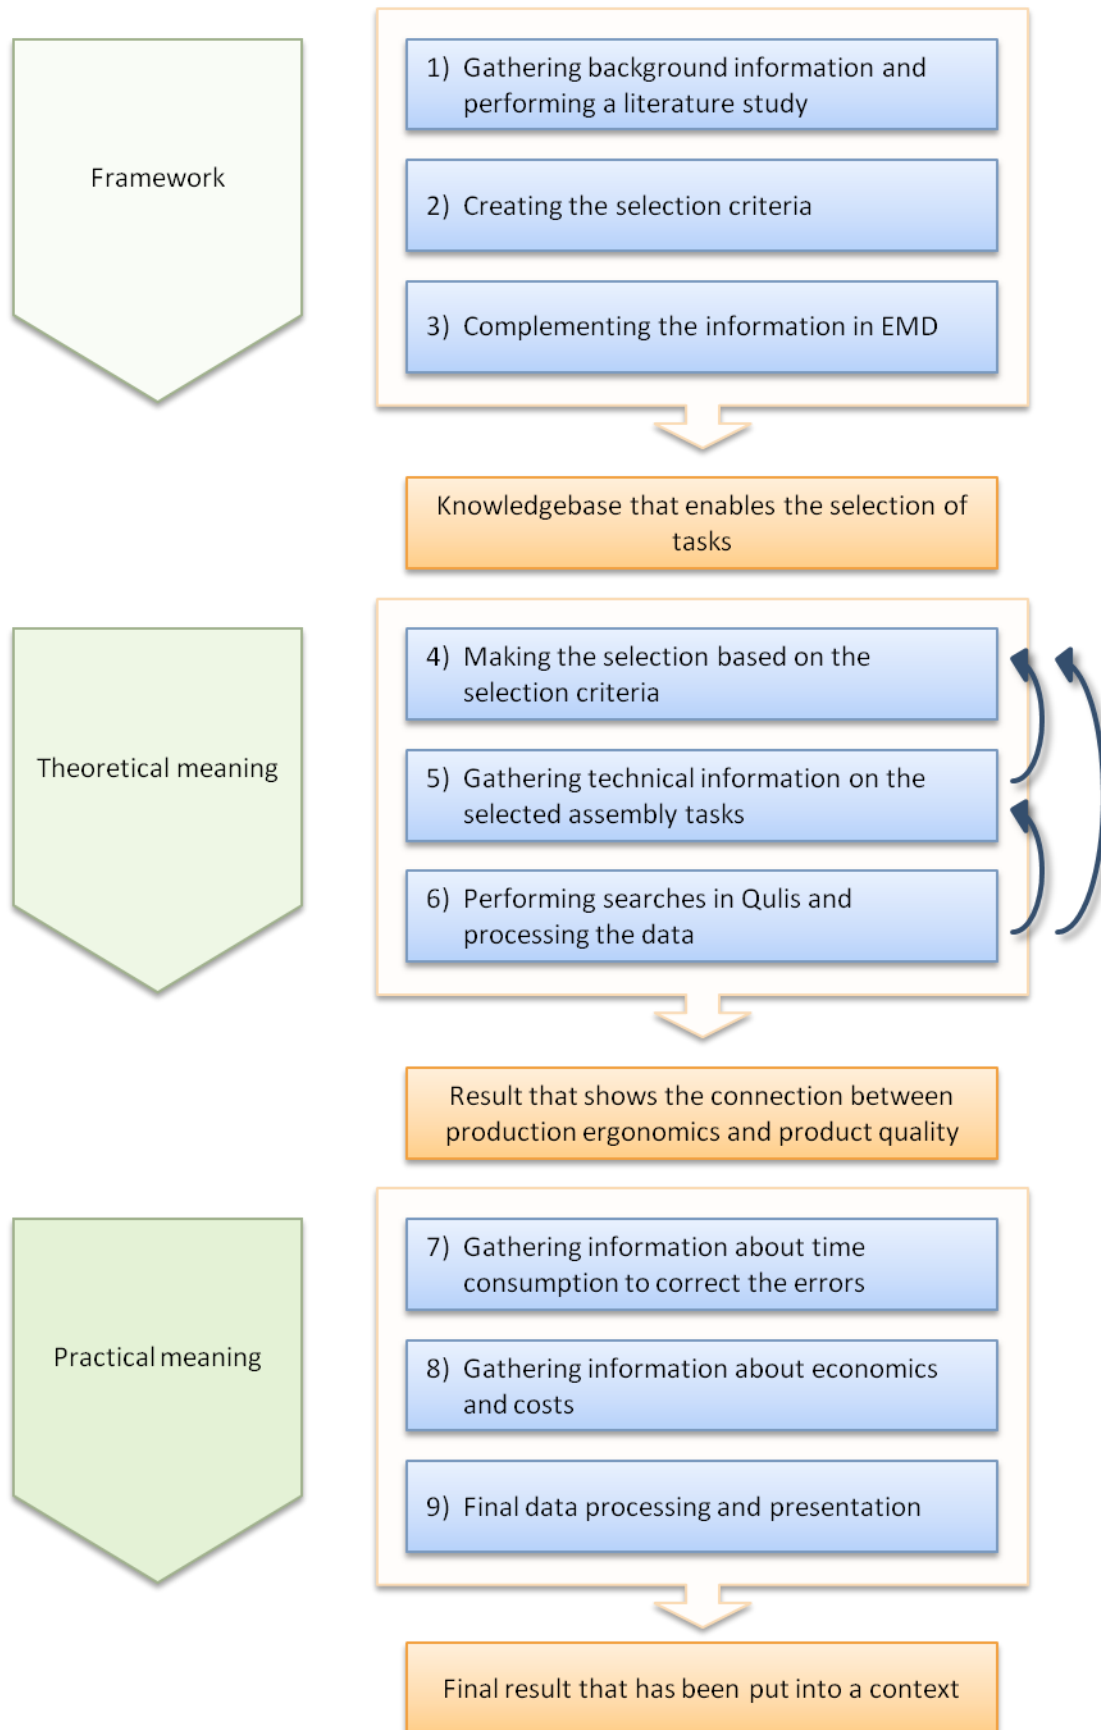 Framework
1) Gathering background information and
performing a literature study
2) Creating the selection criteria
3) Complementing the information in EMD
Knowledgebase that enables the selection of
tasks
Theoretical meaning
4) Making the selection based on the
selection criteria
5) Gathering technical information on the
selected assembly tasks
6) Performing searches in Qulis and
processing the data
Result that shows the connection between
production ergonomics and product quality
Practical meaning
7) Gathering information about time
consumption to correct the errors
8) Gathering information about economics
and costs
9) Final data processing and presentation
Final result that has been put into a context